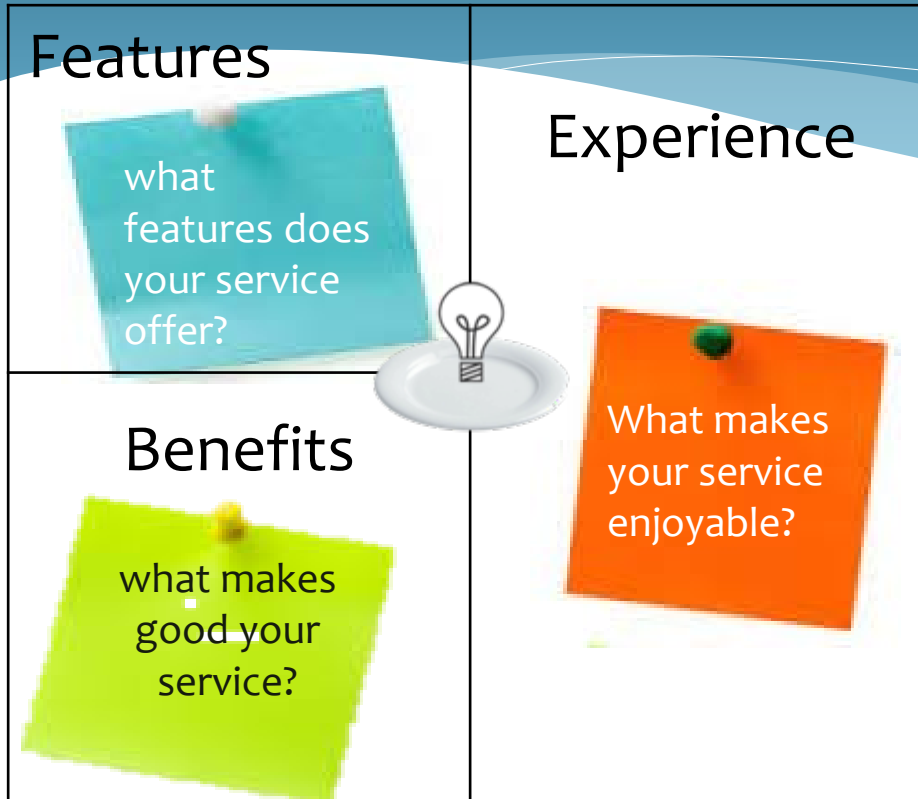 Features
what
features does
your service
offer?
Benefits
what makes
good your
service?
Experience
What makes
your service
enjoyable?